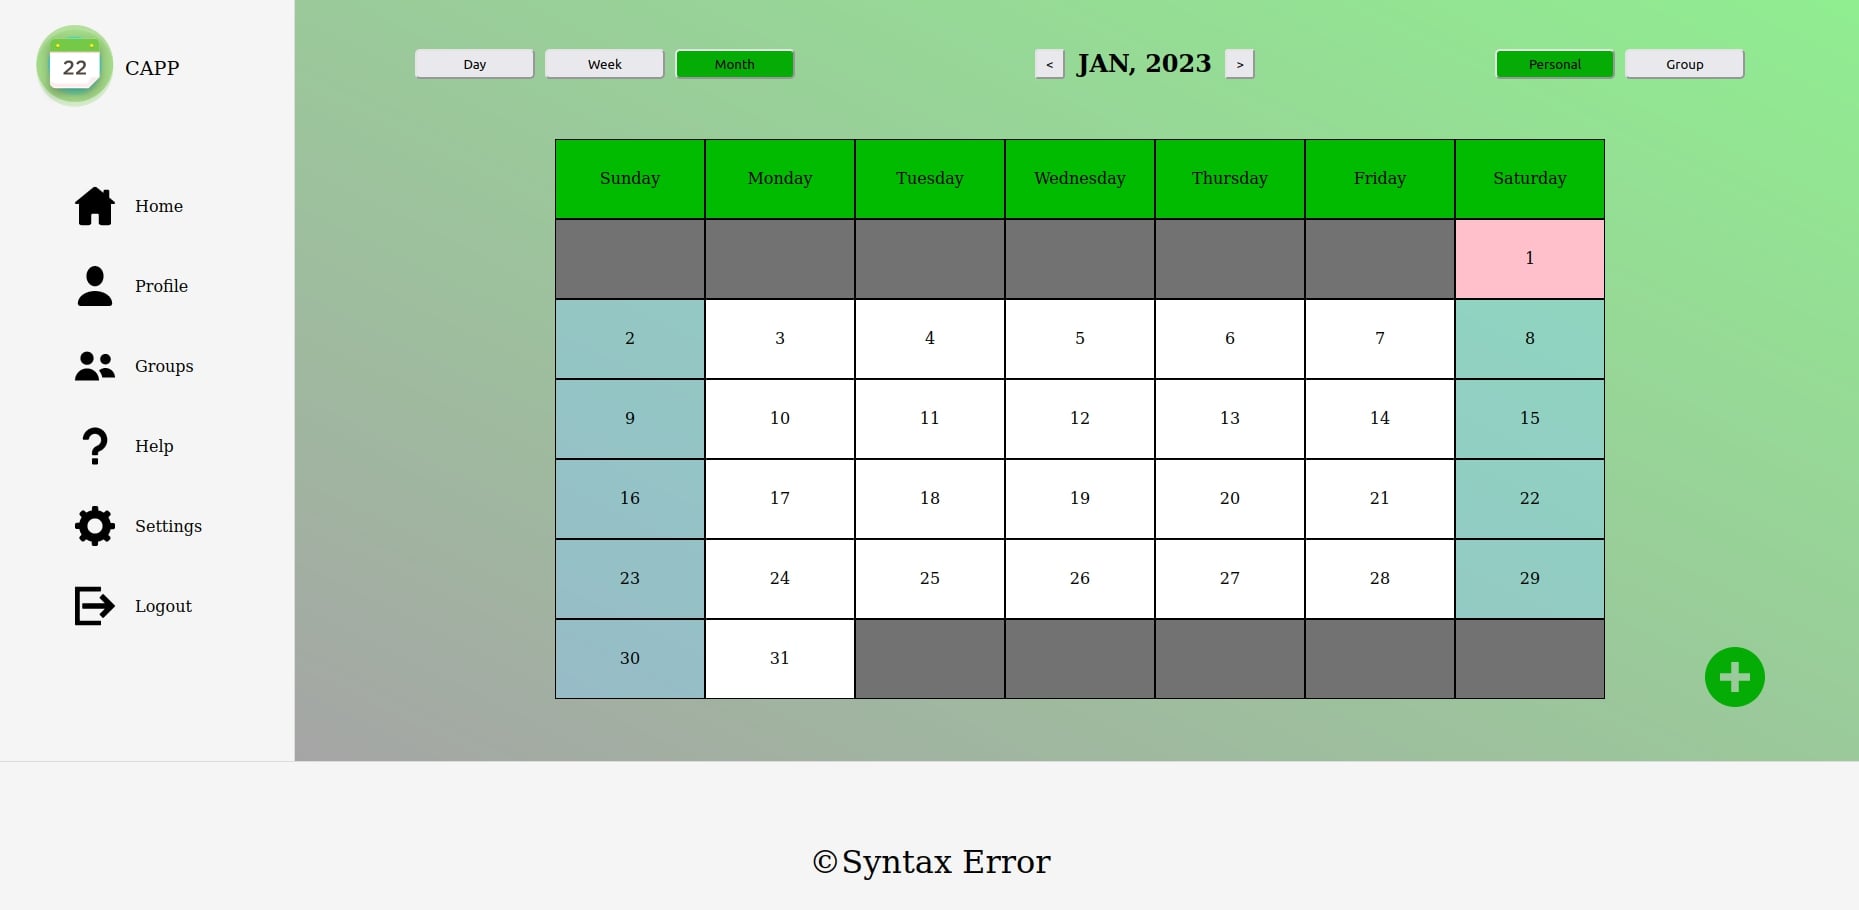 22
CAPP
Home
Profile
Groups
Help
Settings
Logout
Day Week Month < JAN, 2023 > Personal Group
Sunday Monday Tuesday Wednesday Thursday Friday Saturday
1
2 3 4 5 6 7 8
9 10 11 12 13 14 15
16 17 18 19 20 21 22
23 24 25 26 27 28 29
30 31
©Syntax Error